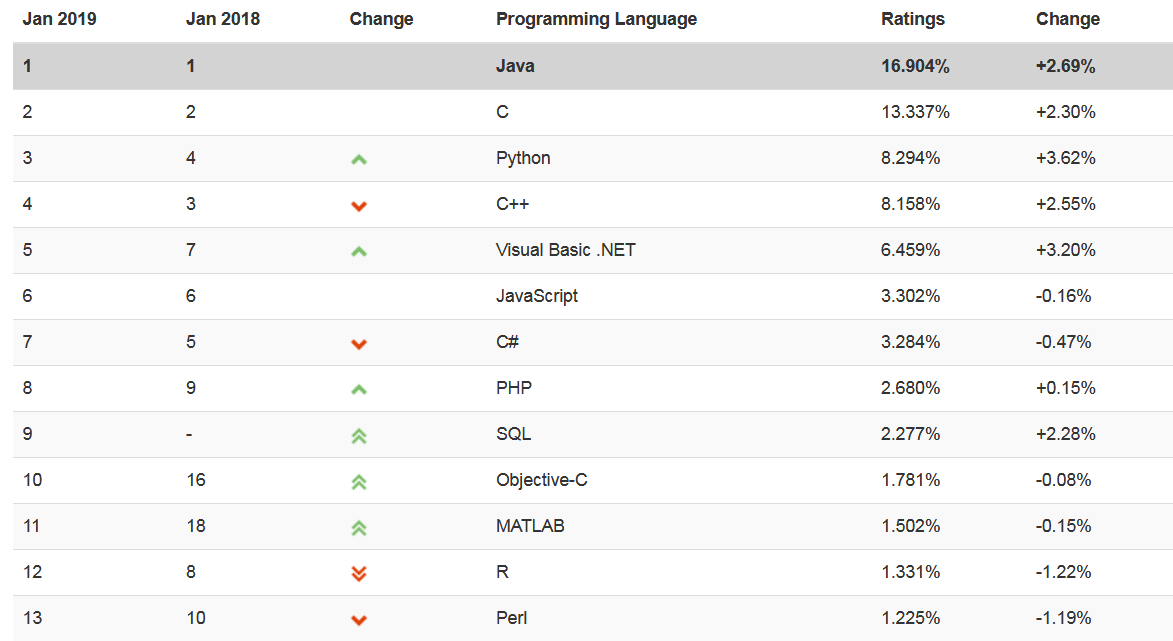 Jan 2019 Jan 2018 Change Programming Language Ratings Change
1 1 Java 16.904% +2.69%
2 2 C 13.337% +2.30%
3 4 Python 8.294% +3.62%
4 3 C++ 8.158% +2.55%
5 7 Visual Basic .NET 6.459% +3.20%
6 6 JavaScript 3.302% -0.16%
7 5 C# 3.284% -0.47%
8 9 PHP 2.680% +0.15%
9 - SQL 2.277% +2.28%
10 16 Objective-C 1.781% -0.08%
11 18 MATLAB 1.502% -0.15%
12 8 R 1.331% -1.22%
13 10 Perl 1.225% -1.19%